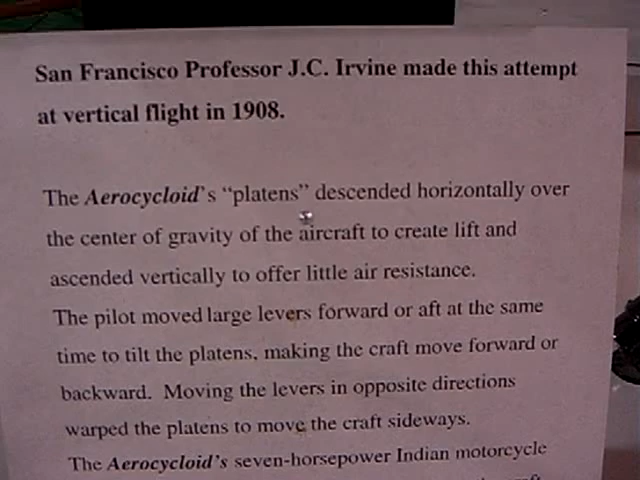 San Francisco Professor J.C. Irvine made this attempt
at vertical flight in 1908.
The Aerocycloid's “platens” descended horizontally over
the center of gravity of the aircraft to create lift and
ascended vertically to offer little air resistance.
The pilot moved large levers forward or aft at the same
time to tilt the platens, making the craft move forward or
backward. Moving the levers in opposite directions
warped the platens to move the craft sideways.
The Aerocycloid's seven-horsepower Indian motorcycle